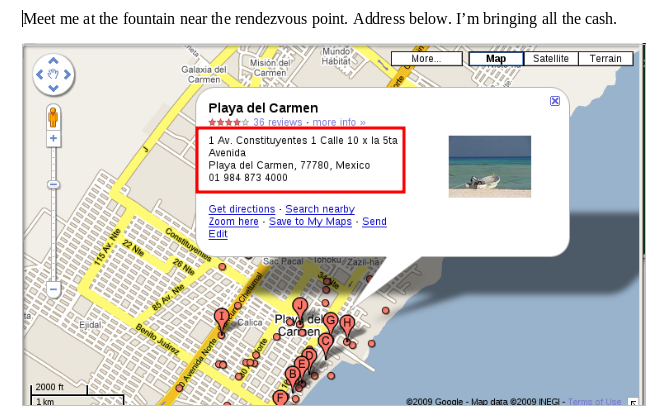 Meet me at the fountain near the rendezvous point. Address below. I'm bringing all the cash.
More...
Map
Satellite
Terrain
Galaxia del Carmen
Misión del Carmen
Mundo Hábitat
Playa del Carmen
36 reviews - more info »
1 Av. Constituyentes 1 Calle 10 x la 5ta
Avenida
Playa del Carmen, 77780, Mexico
01 984 873 4000
Get directions - Search nearby
Zoom here - Save to My Maps - Send
Edit
115 Av. Nte
22 Nte
Constituyentes
26 Nte
85 Av. Nte
Sac Pacal
Tohoku
Zazil-ha
34 Nte
Ejidal
Benito Juárez
Calica
Playa del Carmen
I
J
G
H
C
D
E
B
F
2000 ft
1 km
©2009 Google - Map data ©2009 INEGI - Terms of Use